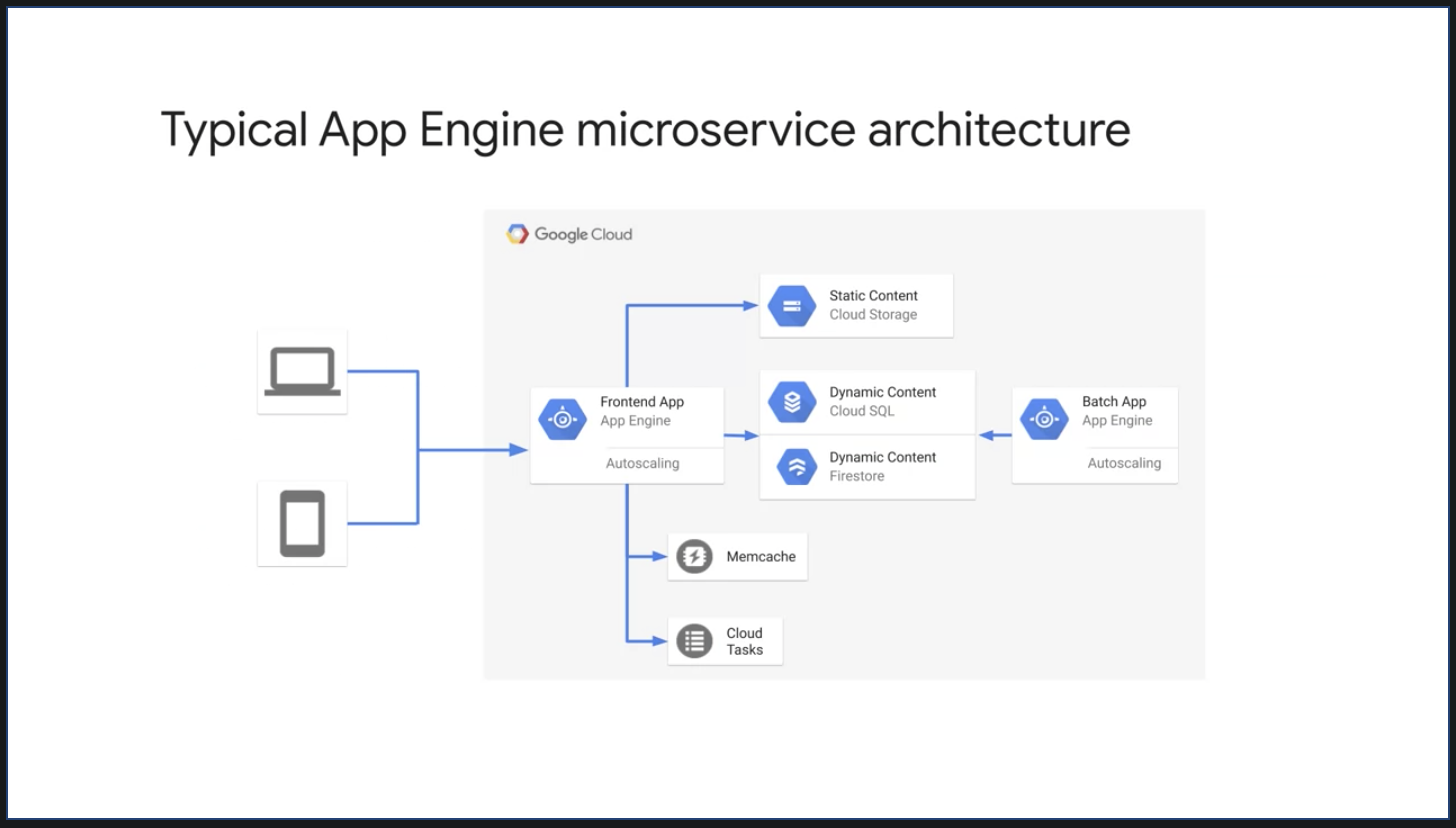 Typical App Engine microservice architecture
Google Cloud
Static Content
Cloud Storage
Frontend App
App Engine
Autoscaling
Dynamic Content
Cloud SQL
Dynamic Content
Firestore
Batch App
App Engine
Autoscaling
Memcache
Cloud
Tasks